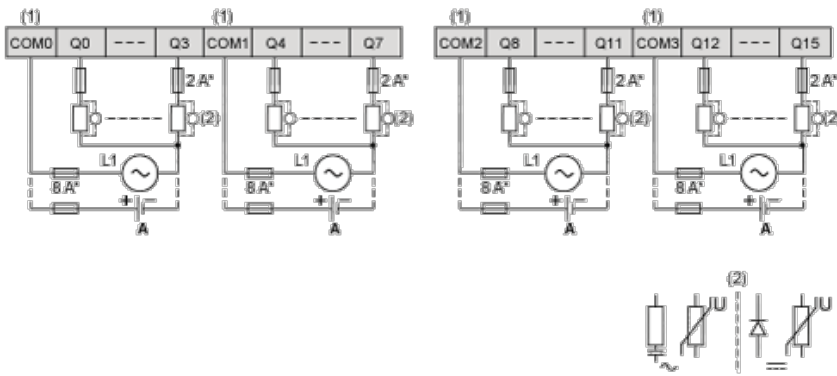 (1) (1) (1) (1)
COM0 Q0 --- Q3 COM1 Q4 --- Q7 COM2 Q8 --- Q11 COM3 Q12 --- Q15
2 A* 2 A* 2 A* 2 A*
(2) (2) (2) (2)
L1 L1 L1 L1
8 A* 8 A* 8 A* 8 A*
+ - + - + - + -
A A A A
(2)
U U